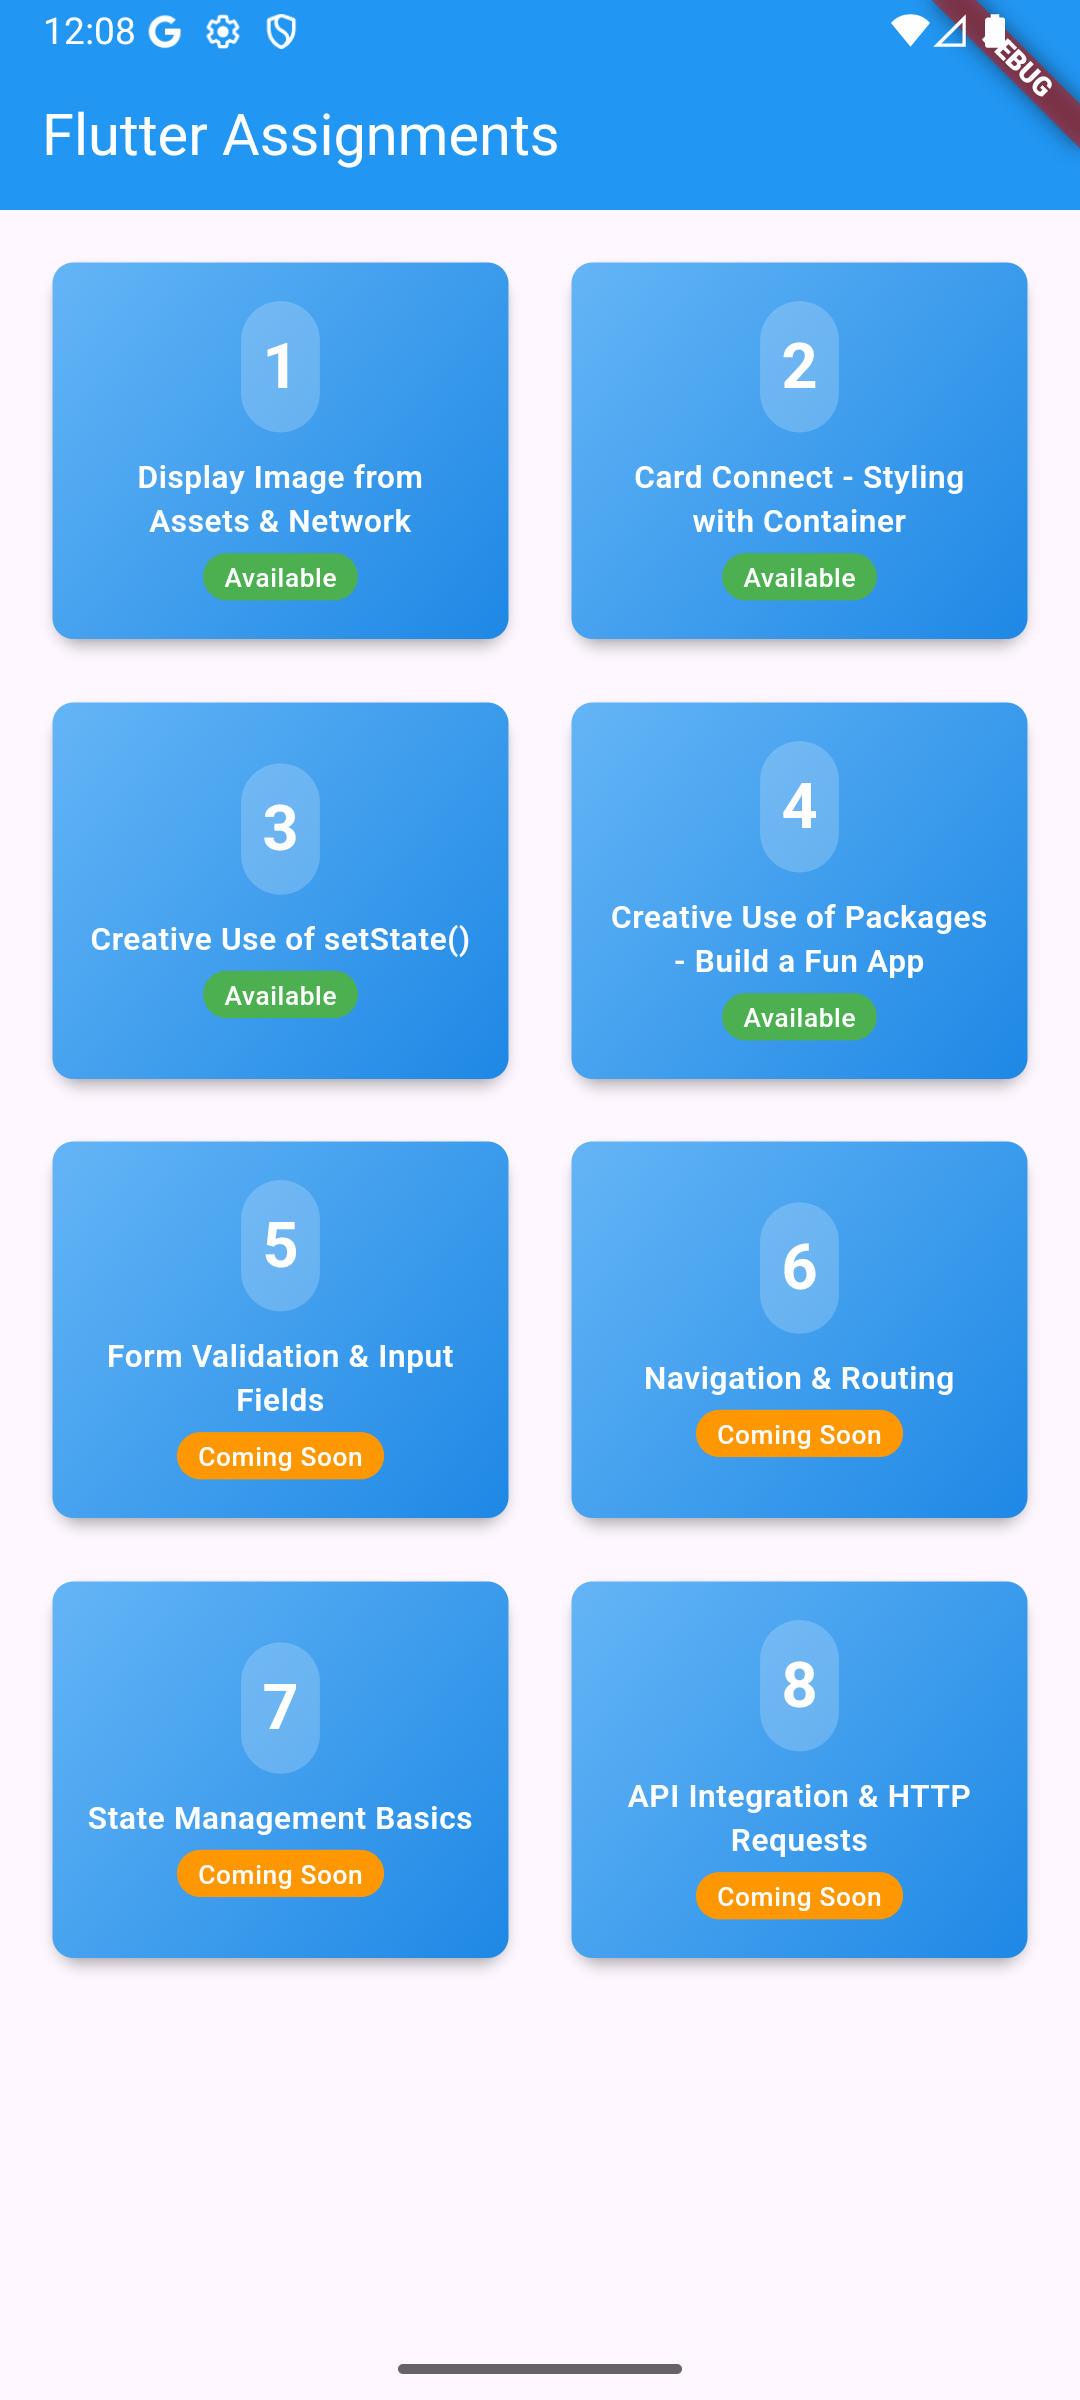 12:08
Flutter Assignments
1
Display Image from
Assets & Network
Available
2
Card Connect - Styling
with Container
Available
3
Creative Use of setState()
Available
4
Creative Use of Packages
- Build a Fun App
Available
5
Form Validation & Input
Fields
Coming Soon
6
Navigation & Routing
Coming Soon
7
State Management Basics
Coming Soon
8
API Integration & HTTP
Requests
Coming Soon